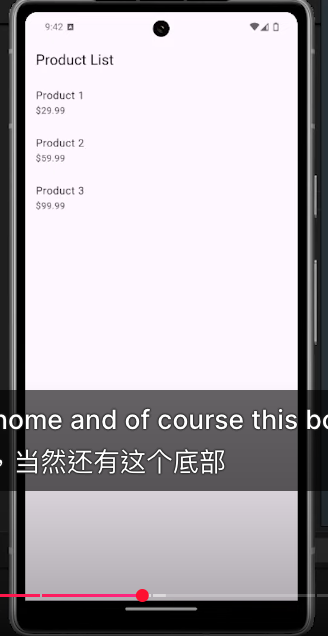 9:42
Product List
Product 1
$29.99
Product 2
$59.99
Product 3
$99.99
home and of course this bo
，当然还有这个底部